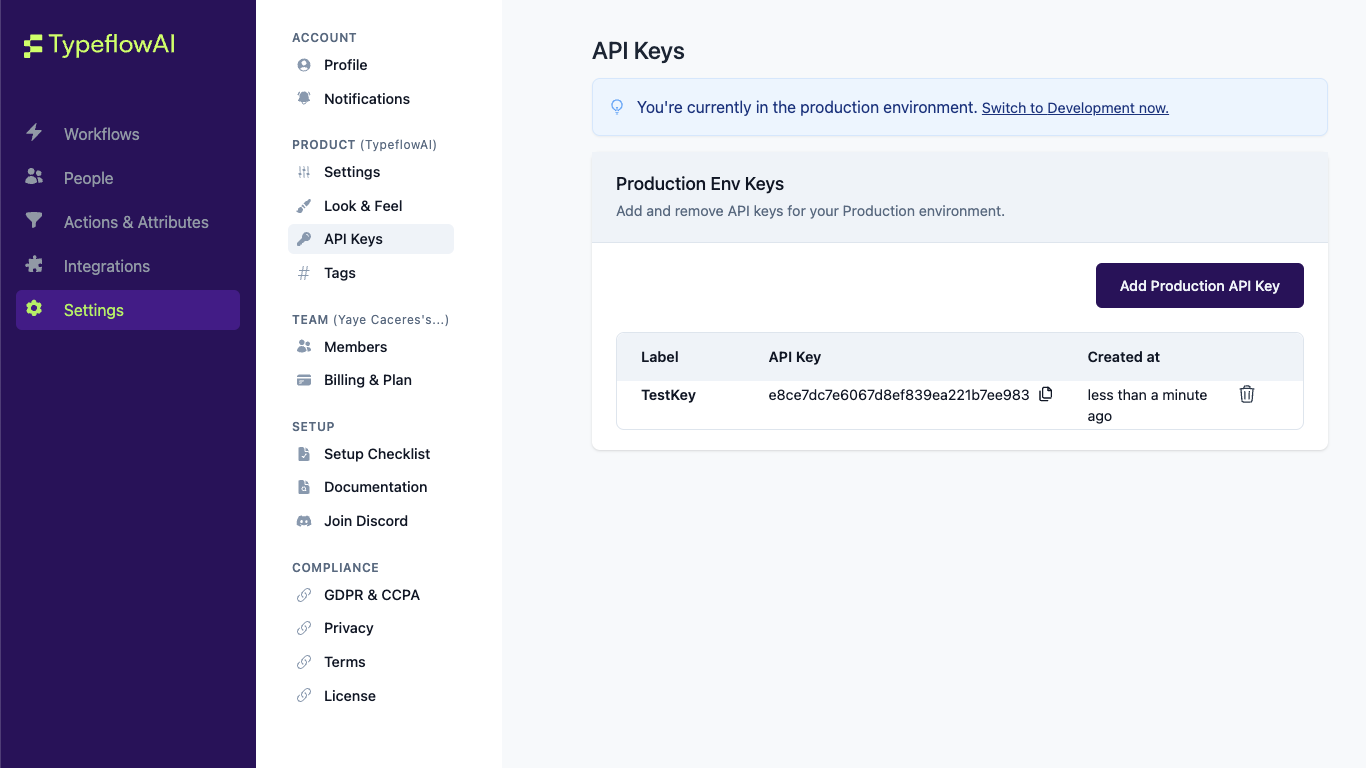 TypeflowAI
Workflows
People
Actions & Attributes
Integrations
Settings
ACCOUNT
Profile
Notifications
PRODUCT (TypeflowAI)
Settings
Look & Feel
API Keys
Tags
TEAM (Yaye Caceres's...)
Members
Billing & Plan
SETUP
Setup Checklist
Documentation
Join Discord
COMPLIANCE
GDPR & CCPA
Privacy
Terms
License
API Keys
You're currently in the production environment. Switch to Development now.
Production Env Keys
Add and remove API keys for your Production environment.
Add Production API Key
Label API Key Created at
TestKey e8ce7dc7e6067d8ef839ea221b7ee983 less than a minute
ago